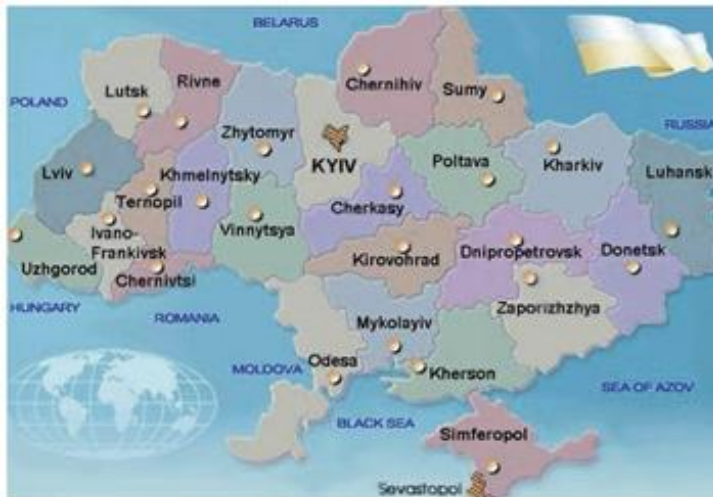 BELARUS
Rivne
Chernihiv
Lutsk
Sumy
POLAND
RUSSIA
Zhytomyr
KYIV
Poltava
Kharkiv
Lviv
Khmelnytsky
Luhansk
Ternopil
Cherkasy
Ivano-
Frankivsk
Vinnytsya
Dnipropetrovsk
Donetsk
Uzhgorod
Kirovohrad
Chernivtsi
HUNGARY
Zaporizhzhya
ROMANIA
Mykolayiv
Odesa
MOLDOVA
Kherson
SEA OF AZOV
BLACK SEA
Simferopol
Sevastopol